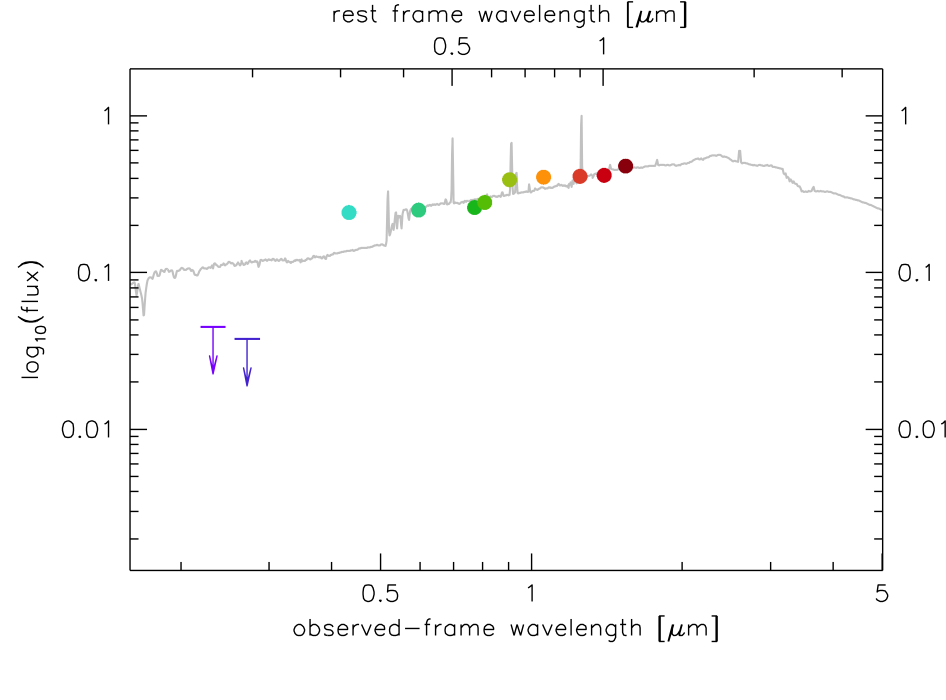 rest frame wavelength [μm]
0.5 1
1 1
0.1 0.1
0.01 0.01
log₁₀(flux)
0.5 1 5
observed−frame wavelength [μm]